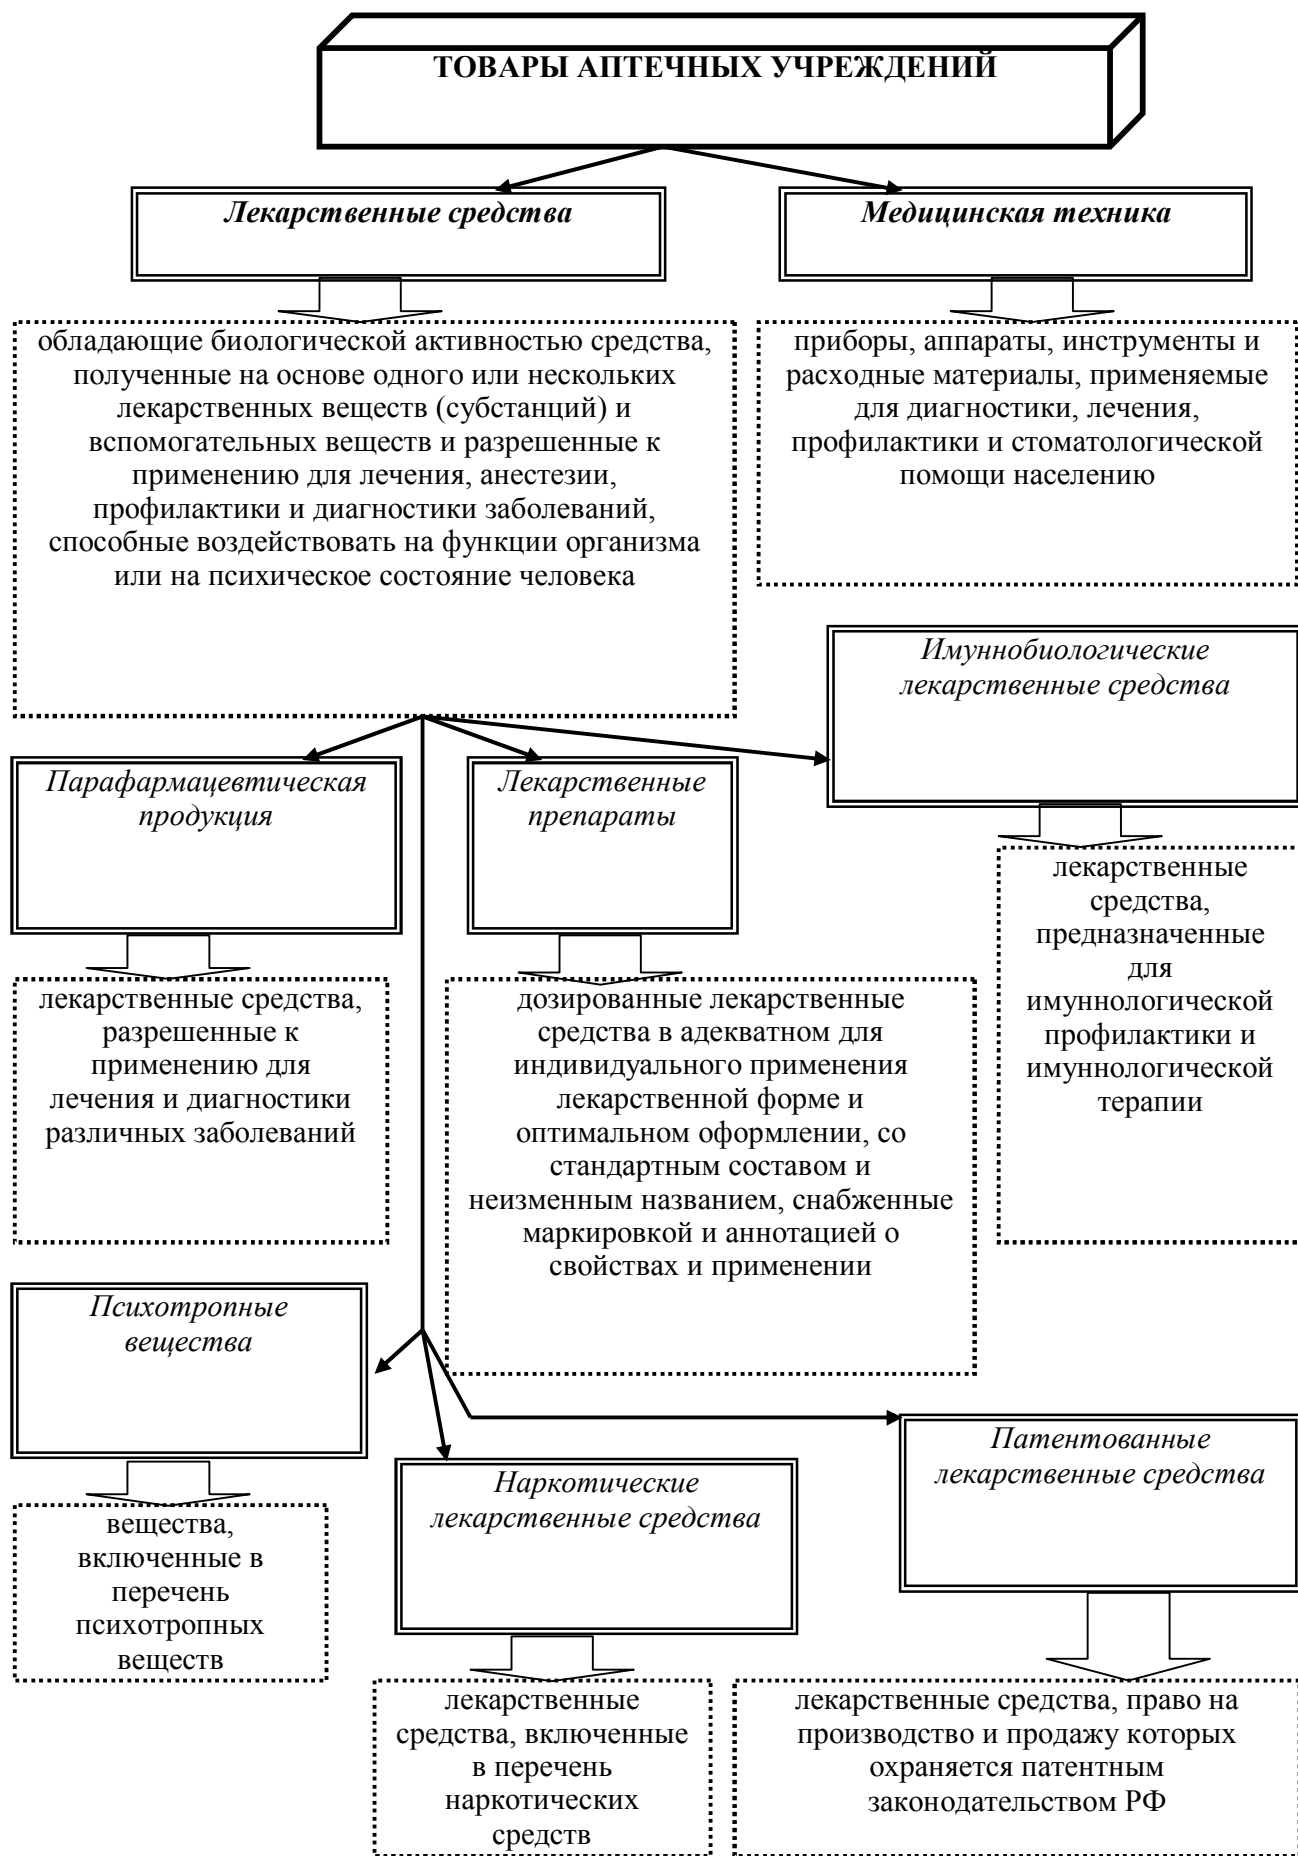 ТОВАРЫ АПТЕЧНЫХ УЧРЕЖДЕНИЙ
Лекарственные средства
Медицинская техника
обладающие биологической активностью средства,
полученные на основе одного или нескольких
лекарственных веществ (субстанций) и
вспомогательных веществ и разрешенные к
применению для лечения, анестезии,
профилактики и диагностики заболеваний,
способные воздействовать на функции организма
или на психическое состояние человека
приборы, аппараты, инструменты и
расходные материалы, применяемые
для диагностики, лечения,
профилактики и стоматологической
помощи населению
Имуннобиологические
лекарственные средства
Парафармацевтическая
продукция
Лекарственные
препараты
лекарственные
средства,
предназначенные
для
имуннологической
профилактики и
имуннологической
терапии
лекарственные средства,
разрешенные к
применению для
лечения и диагностики
различных заболеваний
дозированные лекарственные
средства в адекватном для
индивидуального применения
лекарственной форме и
оптимальном оформлении, со
стандартным составом и
неизменным названием, снабженные
маркировкой и аннотацией о
свойствах и применении
Психотропные
вещества
Наркотические
лекарственные средства
Патентованные
лекарственные средства
вещества,
включенные в
перечень
психотропных
веществ
лекарственные
средства, включенные
в перечень
наркотических
средств
лекарственные средства, право на
производство и продажу которых
охраняется патентным
законодательством РФ